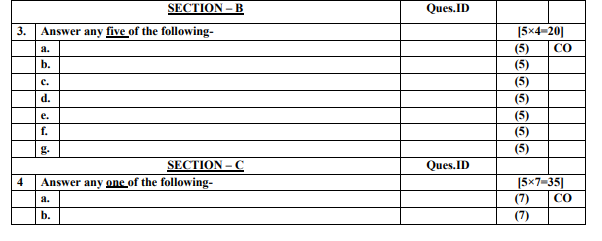 SECTION – B Ques.ID
3. Answer any five of the following- [5×4=20]
a. (5) CO
b. (5)
c. (5)
d. (5)
e. (5)
f. (5)
g. (5)
SECTION – C Ques.ID
4 Answer any one of the following- [5×7=35]
a. (7) CO
b. (7)